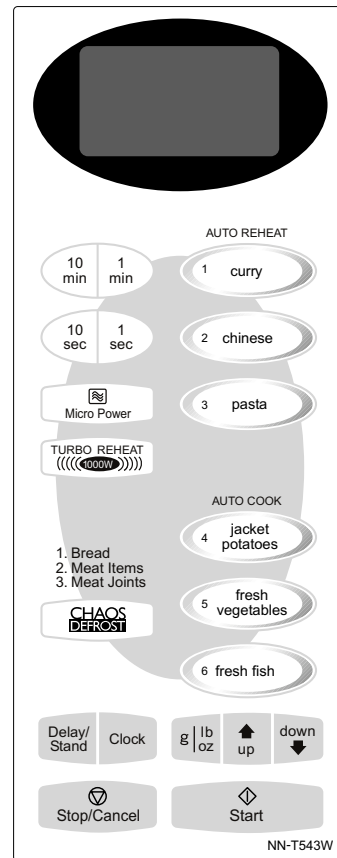 AUTO REHEAT
10
min
1
min
1 curry
10
sec
1
sec
2 chinese
Micro Power
3 pasta
TURBO REHEAT
1000W
AUTO COOK
4 jacket
potatoes
1. Bread
2. Meat Items
3. Meat Joints
5 fresh
vegetables
CHAOS
DEFROST
6 fresh fish
Delay/
Stand
Clock
g
lb
oz
up
down
Stop/Cancel
Start
NN-T543W